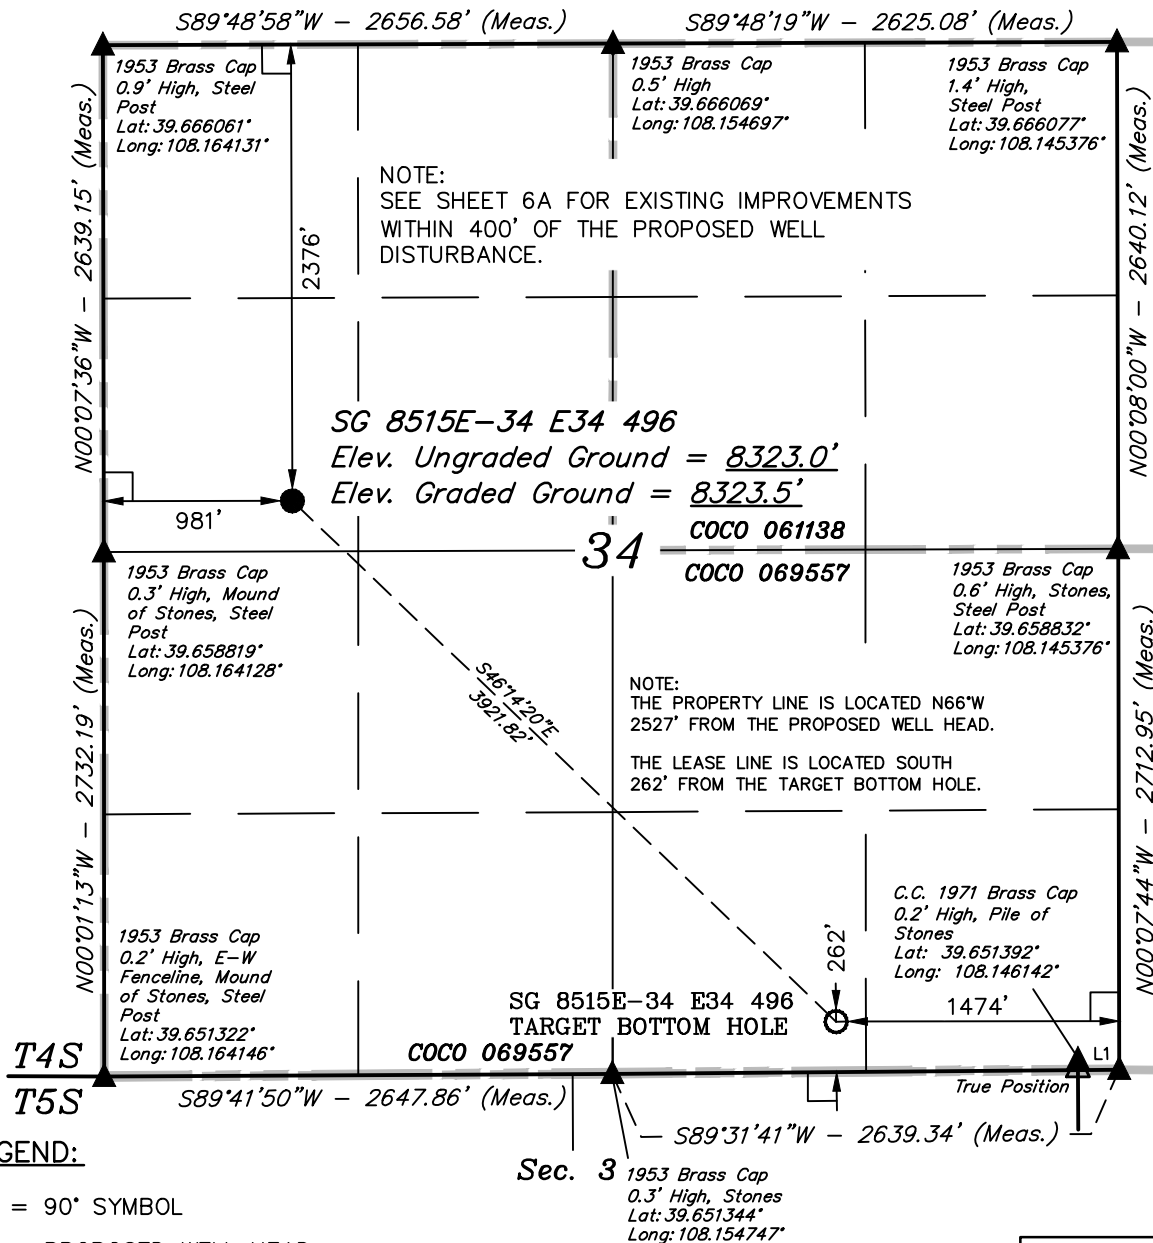 S89°48'58"W – 2656.58' (Meas.)
S89°48'19"W – 2625.08' (Meas.)
1953 Brass Cap
0.9' High, Steel
Post
Lat: 39.666061°
Long: 108.164131°
1953 Brass Cap
0.5' High
Lat: 39.666069°
Long: 108.154697°
1953 Brass Cap
1.4' High,
Steel Post
Lat: 39.666077°
Long: 108.145376°
N00°07'36"W – 2639.15' (Meas.)
N00°08'00"W – 2640.12' (Meas.)
NOTE:
SEE SHEET 6A FOR EXISTING IMPROVEMENTS
WITHIN 400' OF THE PROPOSED WELL
DISTURBANCE.
2376'
SG 8515E–34 E34 496
Elev. Ungraded Ground = 8323.0'
Elev. Graded Ground = 8323.5'
981'
COCO 061138
34
COCO 069557
1953 Brass Cap
0.3' High, Mound
of Stones, Steel
Post
Lat: 39.658819°
Long: 108.164128°
1953 Brass Cap
0.6' High, Stones,
Steel Post
Lat: 39.658832°
Long: 108.145376°
S46°14'20"E
3921.82'
NOTE:
THE PROPERTY LINE IS LOCATED N66°W
2527' FROM THE PROPOSED WELL HEAD.
THE LEASE LINE IS LOCATED SOUTH
262' FROM THE TARGET BOTTOM HOLE.
N00°01'13"W – 2732.19' (Meas.)
N00°07'44"W – 2712.95' (Meas.)
C.C. 1971 Brass Cap
0.2' High, Pile of
Stones
Lat: 39.651392°
Long: 108.146142°
1953 Brass Cap
0.2' High, E–W
Fenceline, Mound
of Stones, Steel
Post
Lat: 39.651322°
Long: 108.164146°
262'
SG 8515E–34 E34 496
TARGET BOTTOM HOLE
1474'
COCO 069557
L1
T4S
T5S
True Position
S89°41'50"W – 2647.86' (Meas.)
S89°31'41"W – 2639.34' (Meas.)
Sec. 3
1953 Brass Cap
0.3' High, Stones
Lat: 39.651344°
Long: 108.154747°
GEND:
= 90° SYMBOL